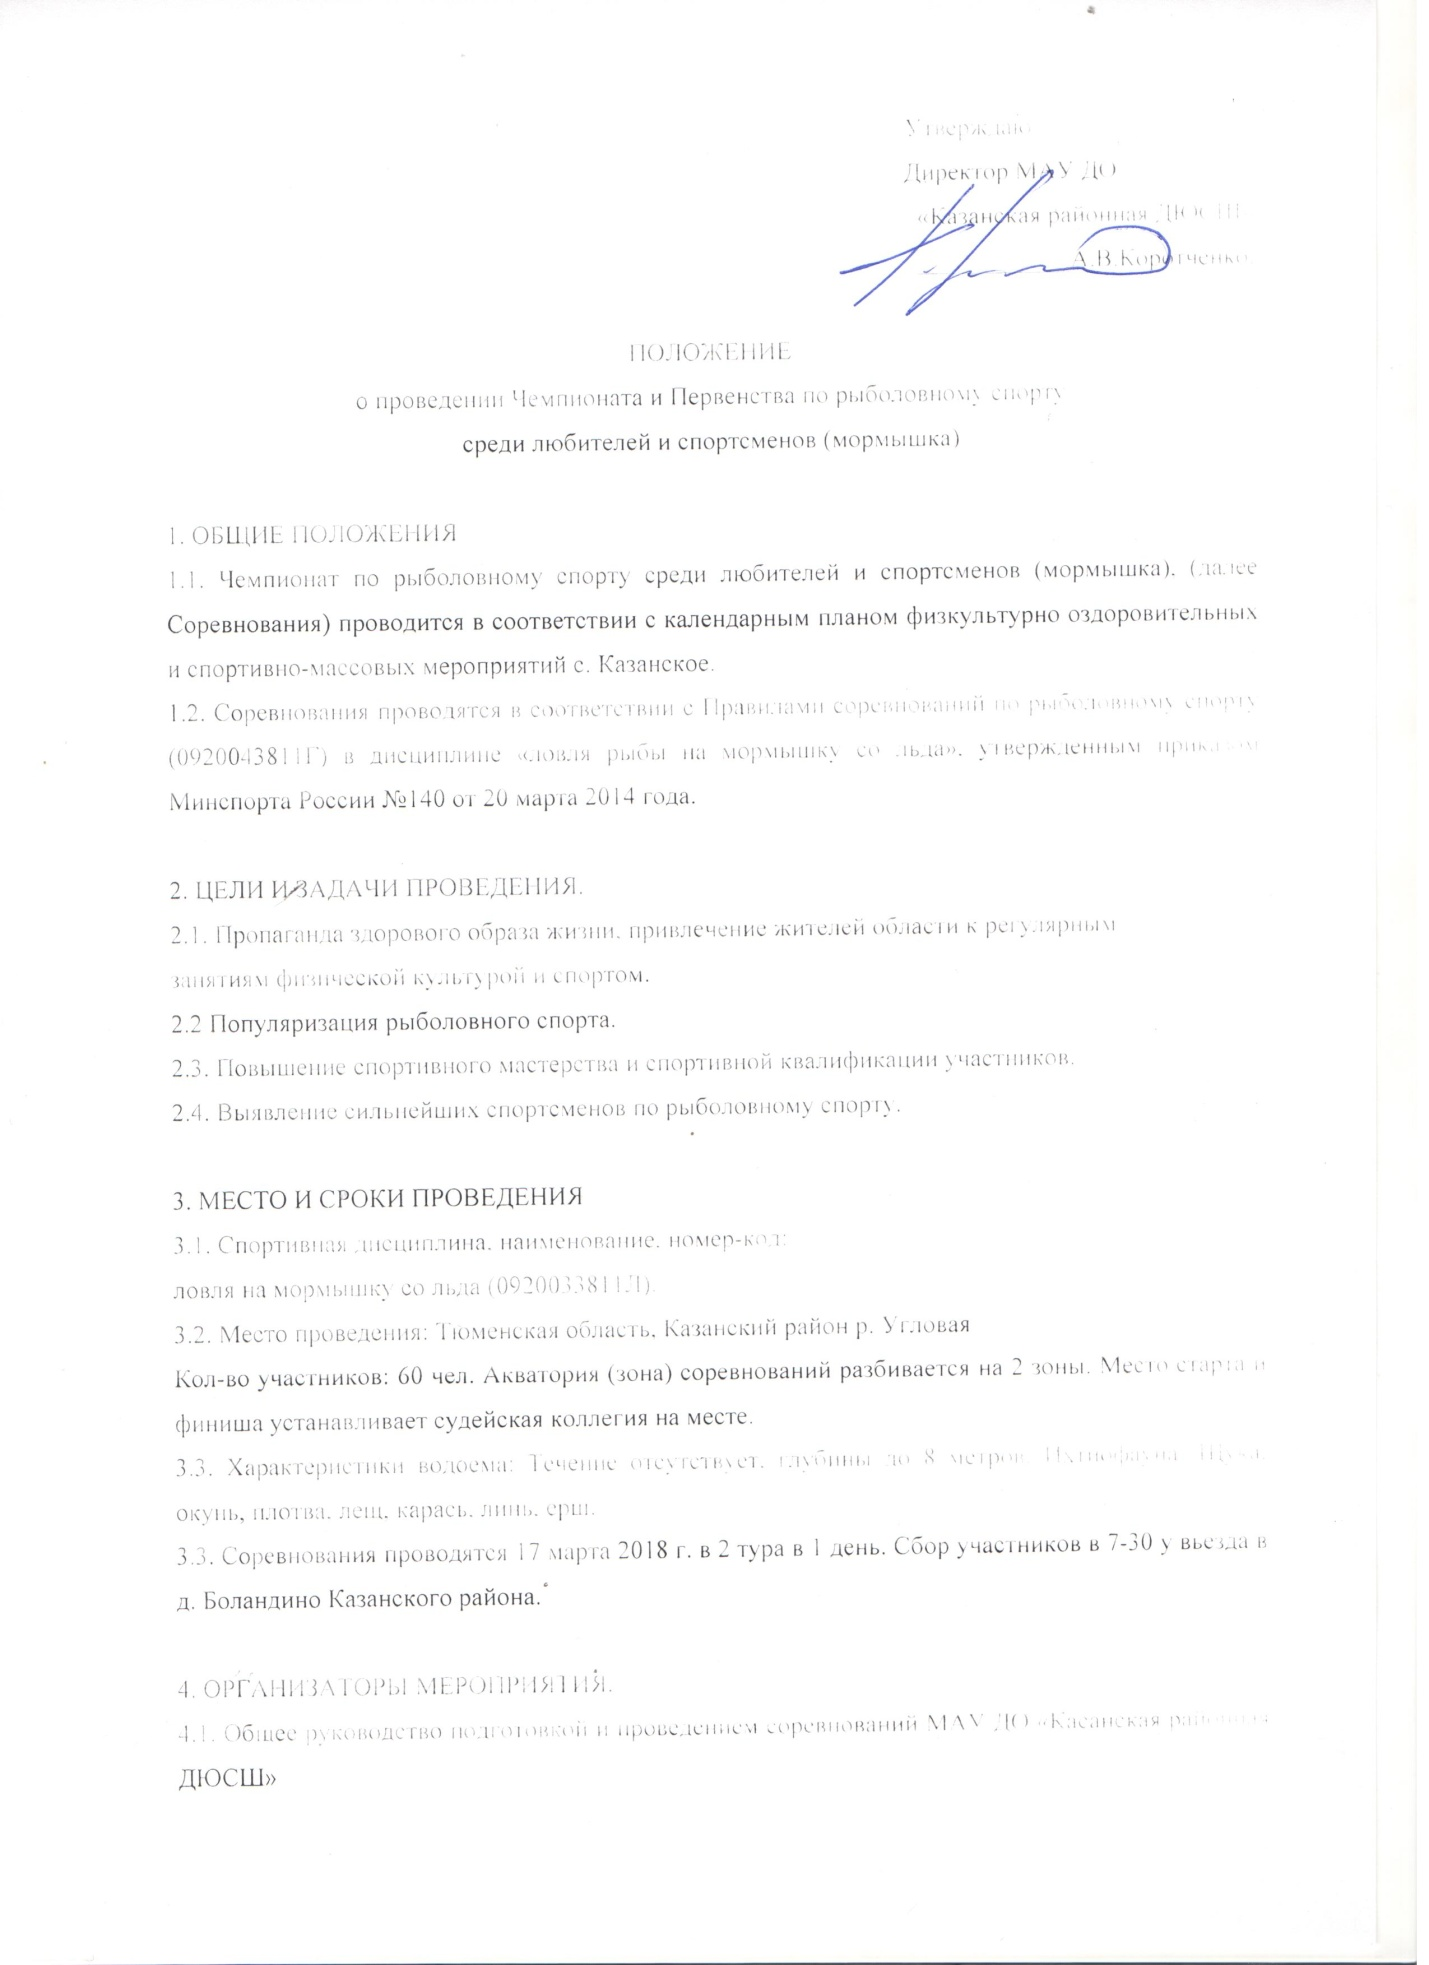 Утверждаю
Директор МАУ ДО
«Казанская районная ДЮСШ
А.В.Коротченко
ПОЛОЖЕНИЕ
о проведении Чемпионата и Первенства по рыболовному спорту
среди любителей и спортсменов (мормышка)
1. ОБЩИЕ ПОЛОЖЕНИЯ
1.1. Чемпионат по рыболовному спорту среди любителей и спортсменов (мормышка). (далее
Соревнования) проводится в соответствии с календарным планом физкультурно оздоровительных
и спортивно-массовых мероприятий с. Казанское.
1.2. Соревнования проводятся в соответствии с Правилами соревнований по рыболовному спорту
(0920043811Г) в дисциплине «ловля рыбы на мормышку со льда», утвержденным приказом
Минспорта России №140 от 20 марта 2014 года.
2. ЦЕЛИ И ЗАДАЧИ ПРОВЕДЕНИЯ.
2.1. Пропаганда здорового образа жизни, привлечение жителей области к регулярным
занятиям физической культурой и спортом.
2.2 Популяризация рыболовного спорта.
2.3. Повышение спортивного мастерства и спортивной квалификации участников.
2.4. Выявление сильнейших спортсменов по рыболовному спорту.
3. МЕСТО И СРОКИ ПРОВЕДЕНИЯ
3.1. Спортивная дисциплина, наименование, номер-код:
ловля на мормышку со льда (0920033811Л).
3.2. Место проведения: Тюменская область, Казанский район р. Угловая
Кол-во участников: 60 чел. Акватория (зона) соревнований разбивается на 2 зоны. Место старта и
финиша устанавливает судейская коллегия на месте.
3.3. Характеристики водоема: Течение отсутствует, глубины до 8 метров. Ихтиофауна: Щука,
окунь, плотва, лещ, карась, линь, ерш.
3.3. Соревнования проводятся 17 марта 2018 г. в 2 тура в 1 день. Сбор участников в 7-30 у вьезда в
д. Боландино Казанского района.
4. ОРГАНИЗАТОРЫ МЕРОПРИЯТИЯ.
4.1. Общее руководство подготовкой и проведением соревнований МАУ ДО «Касанская районная
ДЮСШ»